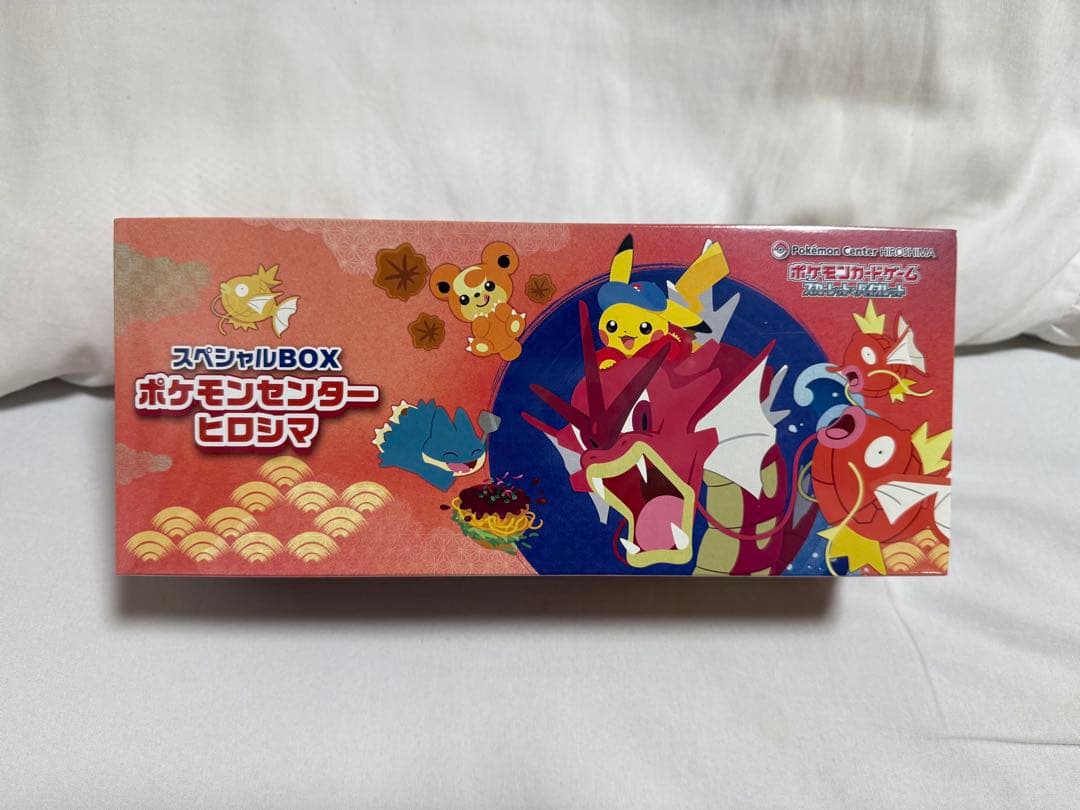 スペシャルBOX
ポケモンセンター
ヒロシマ
Pokémon Center HIROSHIMA
ポケモンカードゲーム
スカーレット&バイオレット